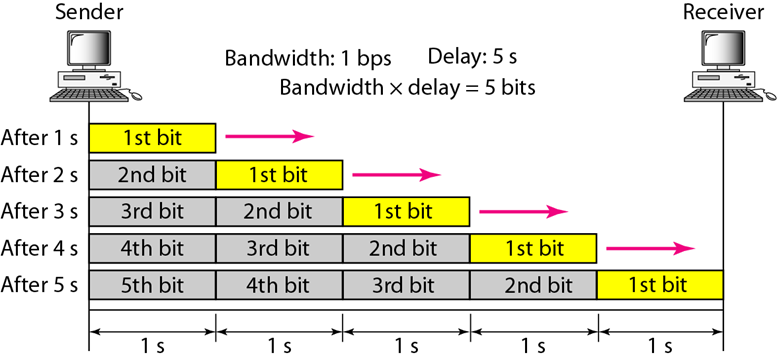 Sender
Receiver
Bandwidth: 1 bps Delay: 5 s
Bandwidth × delay = 5 bits
After 1 s 1st bit
After 2 s 2nd bit 1st bit
After 3 s 3rd bit 2nd bit 1st bit
After 4 s 4th bit 3rd bit 2nd bit 1st bit
After 5 s 5th bit 4th bit 3rd bit 2nd bit 1st bit
1 s 1 s 1 s 1 s 1 s